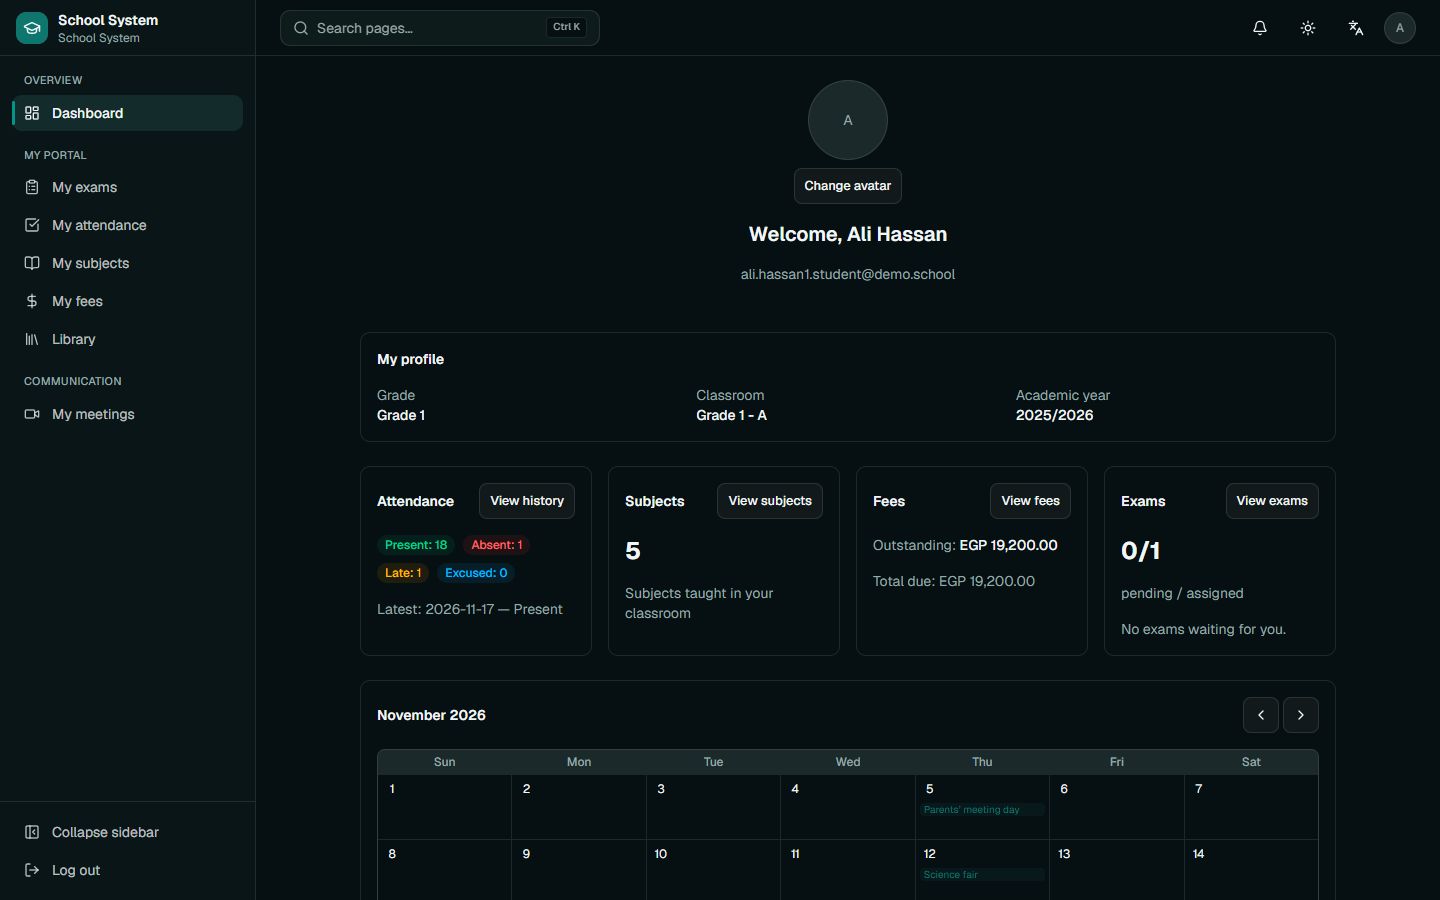 School System
School System
Search pages...
Ctrl K
A
OVERVIEW
Dashboard
MY PORTAL
My exams
My attendance
My subjects
My fees
Library
COMMUNICATION
My meetings
Collapse sidebar
Log out
A
Change avatar
Welcome, Ali Hassan
ali.hassan1.student@demo.school
My profile
Grade
Grade 1
Classroom
Grade 1 - A
Academic year
2025/2026
Attendance
View history
Present: 18
Absent: 1
Late: 1
Excused: 0
Latest: 2026-11-17 — Present
Subjects
View subjects
5
Subjects taught in your
classroom
Fees
View fees
Outstanding: EGP 19,200.00
Total due: EGP 19,200.00
Exams
View exams
0/1
pending / assigned
No exams waiting for you.
November 2026
Sun Mon Tue Wed Thu Fri Sat
1 2 3 4 5 6 7
Parents' meeting day
8 9 10 11 12 13 14
Science fair